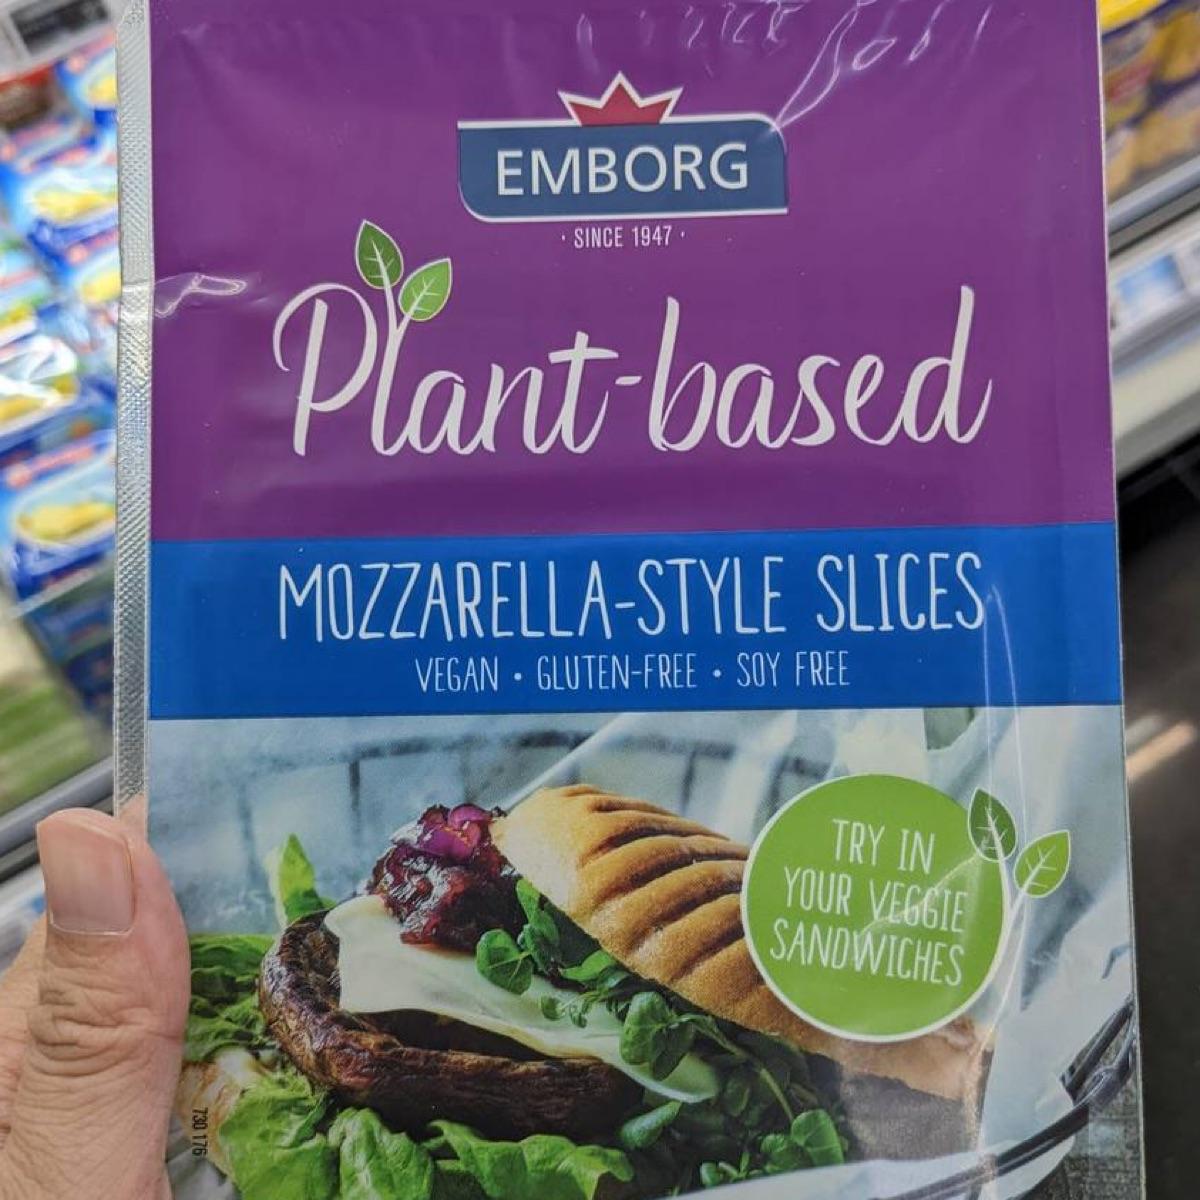 EMBORG
· SINCE 1947 ·
Plant-based
MOZZARELLA-STYLE SLICES
VEGAN • GLUTEN-FREE • SOY FREE
TRY IN
YOUR VEGGIE
SANDWICHES
730 176